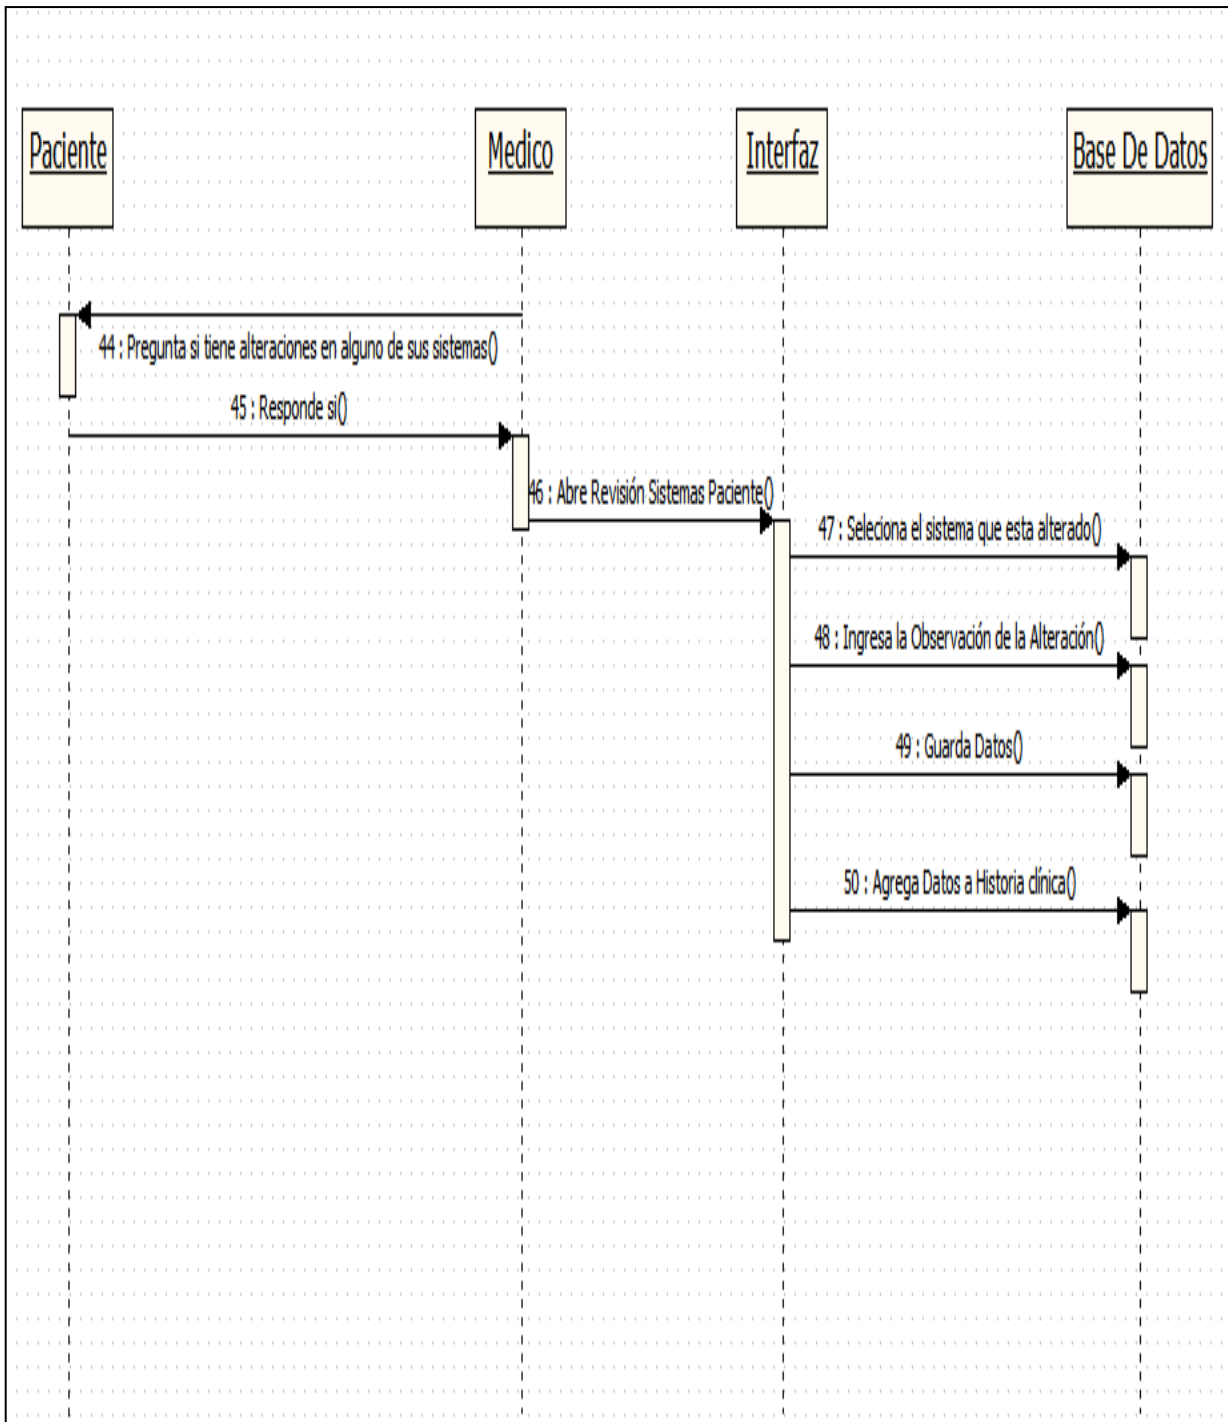 Paciente
Medico
Interfaz
Base De Datos
44 : Pregunta si tiene alteraciones en alguno de sus sistemas()
45 : Responde si()
46 : Abre Revisión Sistemas Paciente()
47 : Seleciona el sistema que esta alterado()
48 : Ingresa la Observación de la Alteración()
49 : Guarda Datos()
50 : Agrega Datos a Historia clínica()